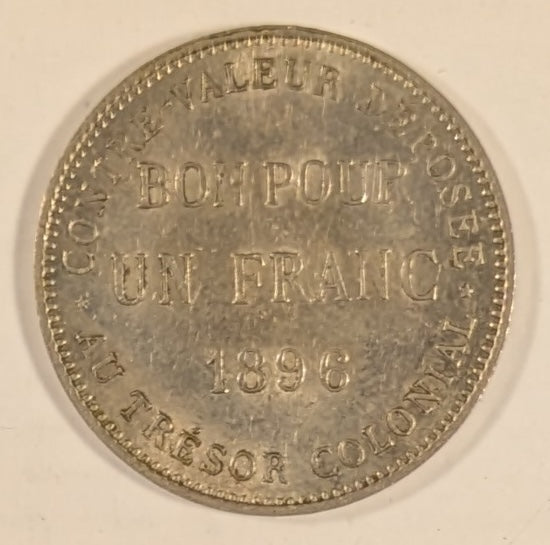 CONTRE-VALEUR DÉPOSÉE
BON POUR
UN FRANC
1896
* AU TRÉSOR COLONIAL *